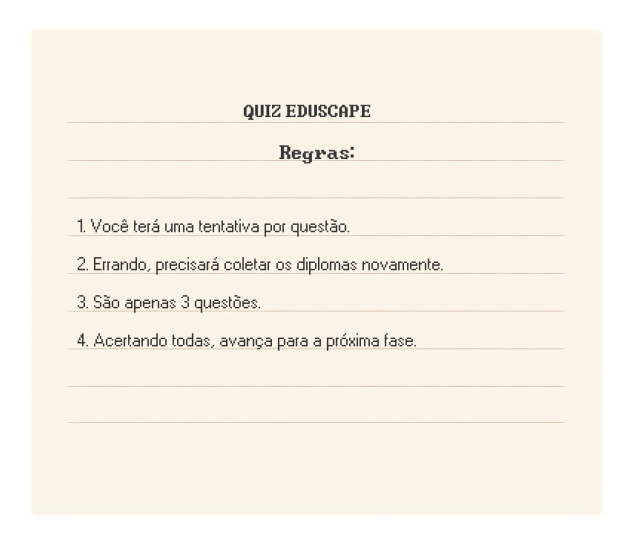 QUIZ EDUSCAPE
Regras:
1. Você terá uma tentativa por questão.
2. Errando, precisará coletar os diplomas novamente.
3. São apenas 3 questões.
4. Acertando todas, avança para a próxima fase.